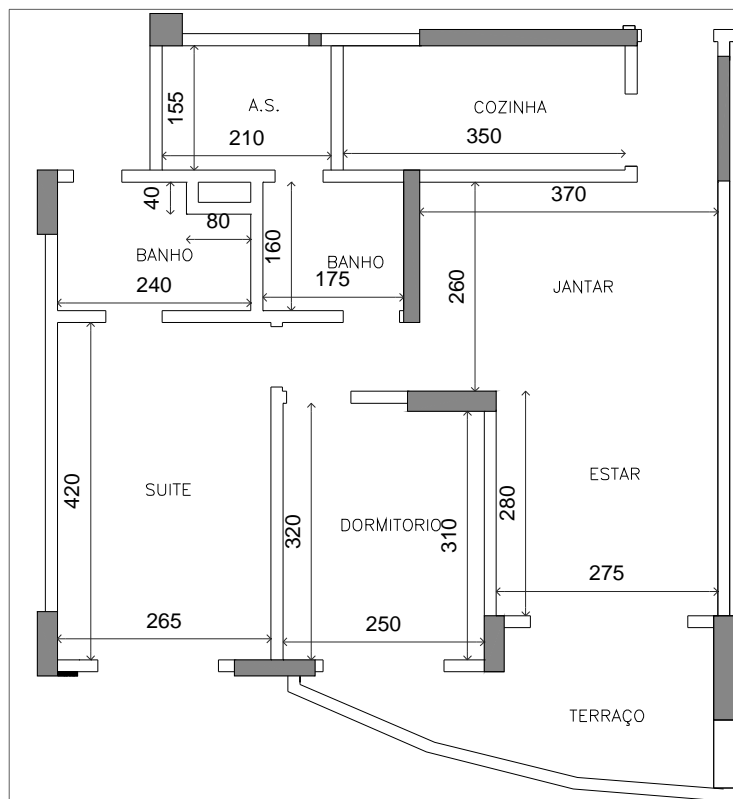 A.S.
155
210
COZINHA
350
40
80
370
BANHO
160
BANHO
240
175
260
JANTAR
420
SUITE
320
DORMITORIO
310
280
ESTAR
275
265
250
TERRAÇO